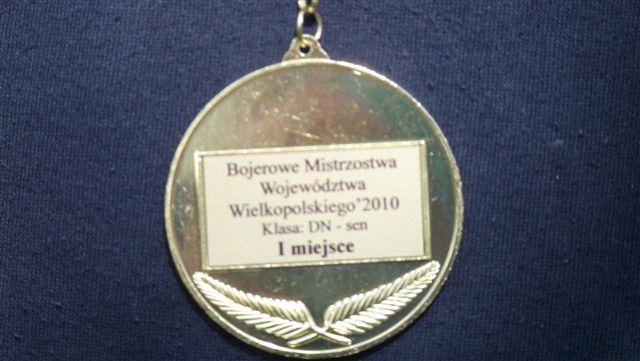 Bojerowe Mistrzostwa
Województwa
Wielkopolskiego'2010
Klasa: DN - sen
I miejsce